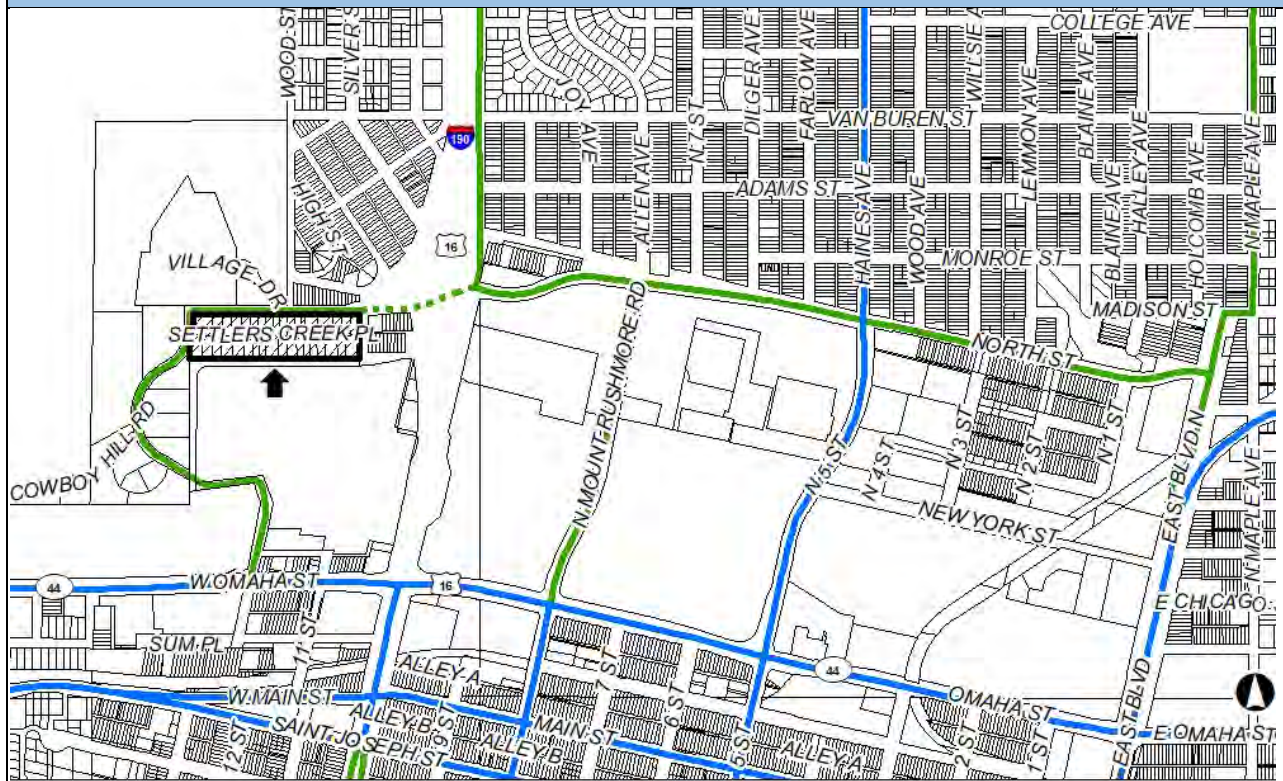 WOOD ST
SILVER S
DILGER AVE
FARLOW AVE
WILLSIE A
COLLEGE AVE
N 7 ST
LEMMON AVE
BLAINE AVE
190
VAN BUREN ST
ALLEN AVE
ADAMS ST
HAINES AVE
WOOD AVE
HALEY AVE
HOLCOMB AVE
N MAPLE AVE
HIGH ST
16
MONROE ST
BLAINE AVE
VILLAGE DR
MADISON ST
SETTLERS CREEK PL
NORTH ST
N MOUNT RUSHMORE RD
COWBOY HILL RD
N 5 ST
N 4 ST
N 3 ST
N 2 ST
N 1 ST
EAST BLVD N
NEW YORK ST
N MAPLE AVE
44
W OMAHA ST
16
E CHICAGO
SUM PL
11 ST
ALLEY A
7 ST
6 ST
44
W MAIN ST
OMAHA ST
EAST BLVD
12 ST
SAINT JOSEPH ST
ALLEY B
9 ST
ALLEY B
MAIN ST
5 ST
ALLEY A
2 ST
1 ST
E OMAHA ST